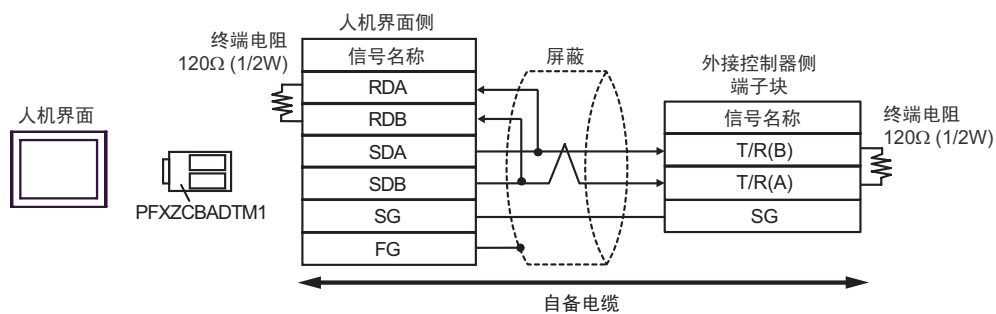 人机界面侧
终端电阻
120Ω (1/2W)
信号名称
RDA
RDB
SDA
SDB
SG
FG
屏蔽
外接控制器侧
端子块
信号名称
T/R(B)
T/R(A)
SG
终端电阻
120Ω (1/2W)
人机界面
PFXZCBADTM1
自备电缆